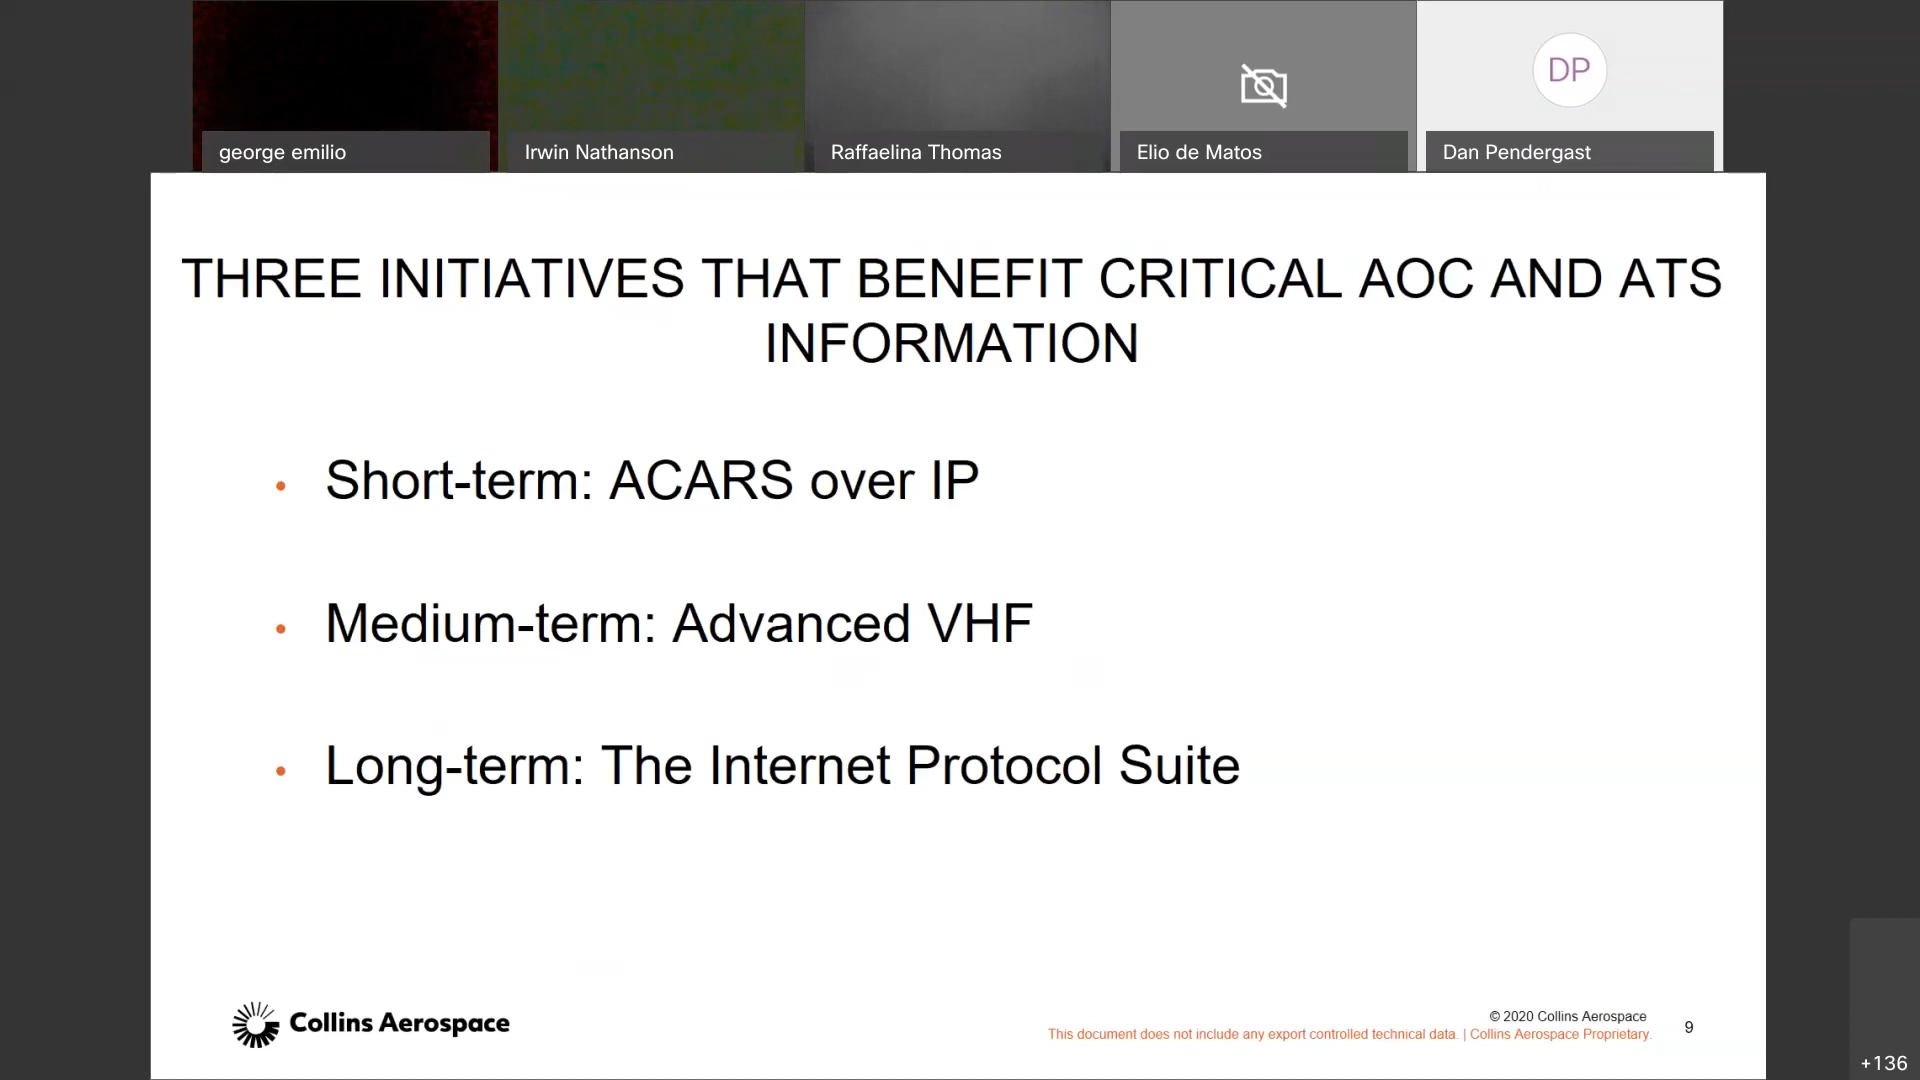 DP
george emilio
Irwin Nathanson
Raffaelina Thomas
Elio de Matos
Dan Pendergast
THREE INITIATIVES THAT BENEFIT CRITICAL AOC AND ATS
INFORMATION
• Short-term: ACARS over IP
• Medium-term: Advanced VHF
• Long-term: The Internet Protocol Suite
Collins Aerospace
© 2020 Collins Aerospace
This document does not include any export controlled technical data. | Collins Aerospace Proprietary.
9
+136